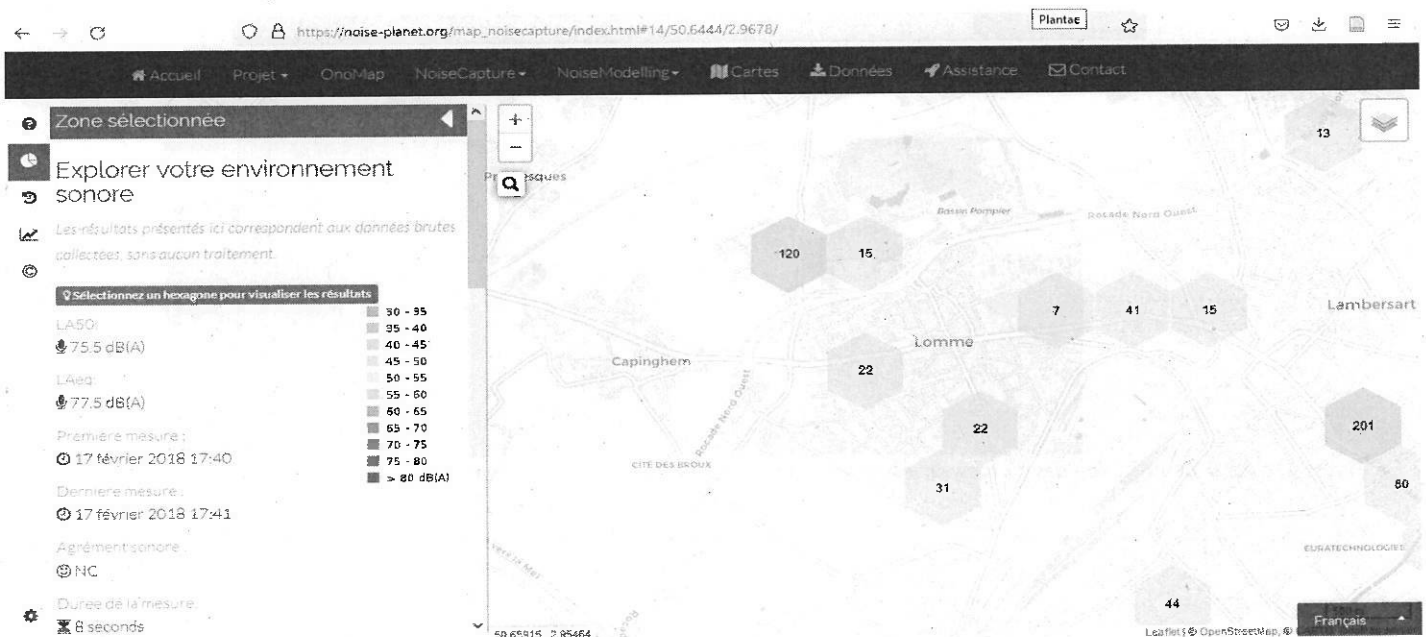 https://noise-planet.org/map_noisecapture/index.html#14/50.6444/2.9678/
Plantae
Accueil Projet OnoMap NoiseCapture NoiseModelling Cartes Données Assistance Contact
Zone sélectionnée
Explorer votre environnement
sonore
Les résultats présentés ici correspondent aux données brutes
collectées, sans aucun traitement.
Sélectionnez un hexagone pour visualiser les résultats
LA50:
75.5 dB(A)
LAeq:
77.5 dB(A)
Première mesure :
17 février 2018 17:40
Dernière mesure :
17 février 2018 17:41
Agrément sonore :
NC
Durée de la mesure:
8 seconds
30 - 35
35 - 40
40 - 45
45 - 50
50 - 55
55 - 60
60 - 65
65 - 70
70 - 75
75 - 80
> 80 dB(A)
+
−
13
Bassin Pompier
Rocade Nord Ouest
120
15
7
41
15
Lambersart
Lomme
Capinghem
22
Rocade Nord Ouest
22
201
CITÉ DES BROUX
31
80
EURATECHNOLOGIES
44
50.65915, 2.95464
Français
Leaflet | © OpenStreetMap, ©